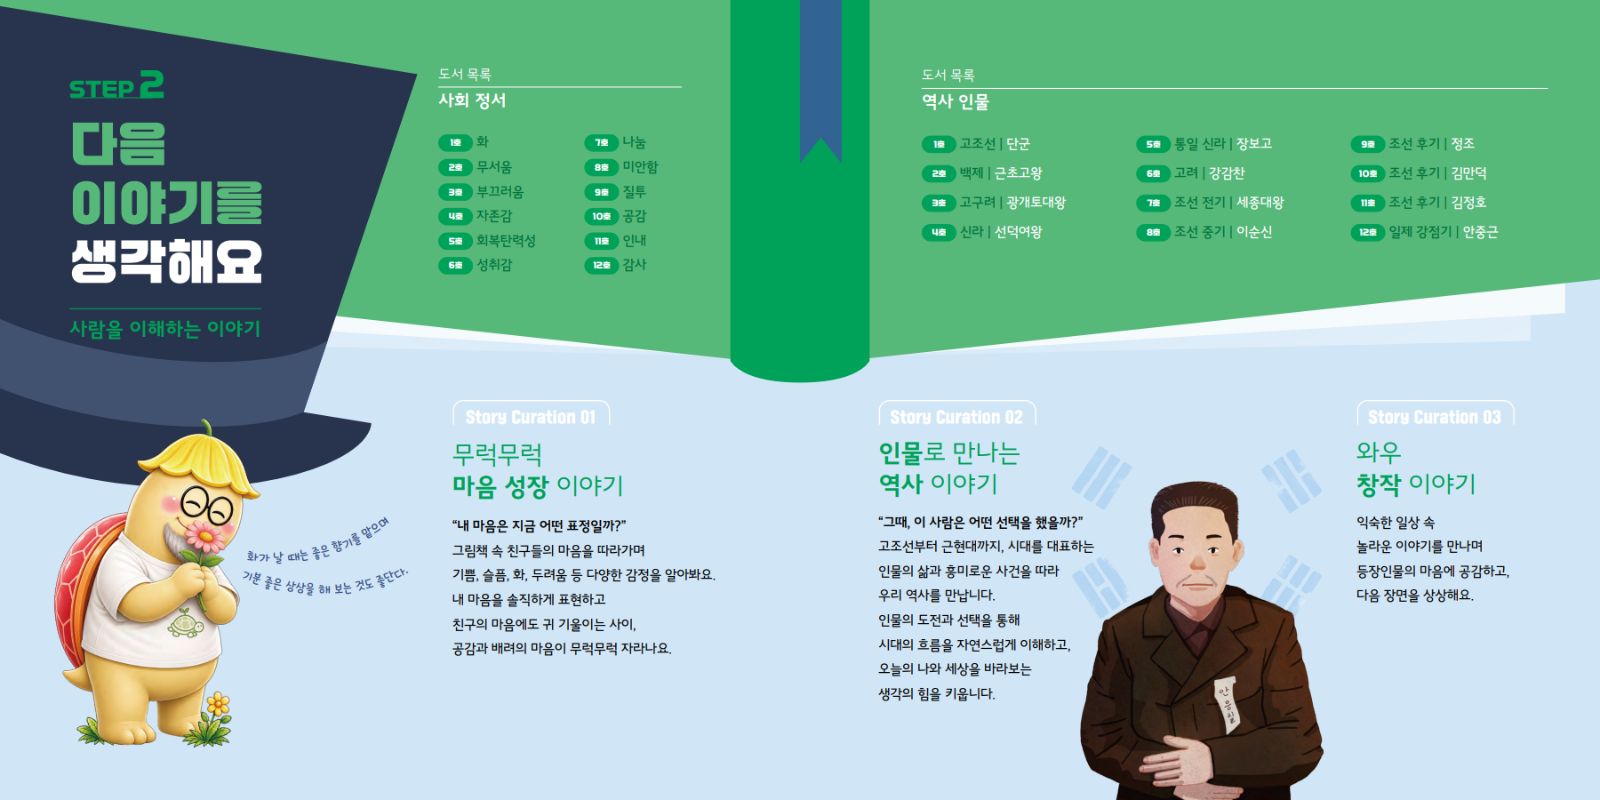 STEP 2
다음
이야기를
생각해요
사람을 이해하는 이야기
도서 목록
사회 정서
1호 화
2호 무서움
3호 부끄러움
4호 자존감
5호 회복탄력성
6호 성취감
7호 나눔
8호 미안함
9호 질투
10호 공감
11호 인내
12호 감사
도서 목록
역사 인물
1호 고조선 | 단군
2호 백제 | 근초고왕
3호 고구려 | 광개토대왕
4호 신라 | 선덕여왕
5호 통일 신라 | 장보고
6호 고려 | 강감찬
7호 조선 전기 | 세종대왕
8호 조선 중기 | 이순신
9호 조선 후기 | 정조
10호 조선 후기 | 김만덕
11호 조선 후기 | 김정호
12호 일제 강점기 | 안중근
화가 날 때는 좋은 향기를 맡으며
기분 좋은 상상을 해 보는 것도 좋단다.
Story Curation 01
무럭무럭
마음 성장 이야기
“내 마음은 지금 어떤 표정일까?”
그림책 속 친구들의 마음을 따라가며
기쁨, 슬픔, 화, 두려움 등 다양한 감정을 알아봐요.
내 마음을 솔직하게 표현하고
친구의 마음에도 귀 기울이는 사이,
공감과 배려의 마음이 무럭무럭 자라나요.
Story Curation 02
인물로 만나는
역사 이야기
“그때, 이 사람은 어떤 선택을 했을까?”
고조선부터 근현대까지, 시대를 대표하는
인물의 삶과 흥미로운 사건을 따라
우리 역사를 만납니다.
인물의 도전과 선택을 통해
시대의 흐름을 자연스럽게 이해하고,
오늘의 나와 세상을 바라보는
생각의 힘을 키웁니다.
안응칠
Story Curation 03
와우
창작 이야기
익숙한 일상 속
놀라운 이야기를 만나며
등장인물의 마음에 공감하고,
다음 장면을 상상해요.